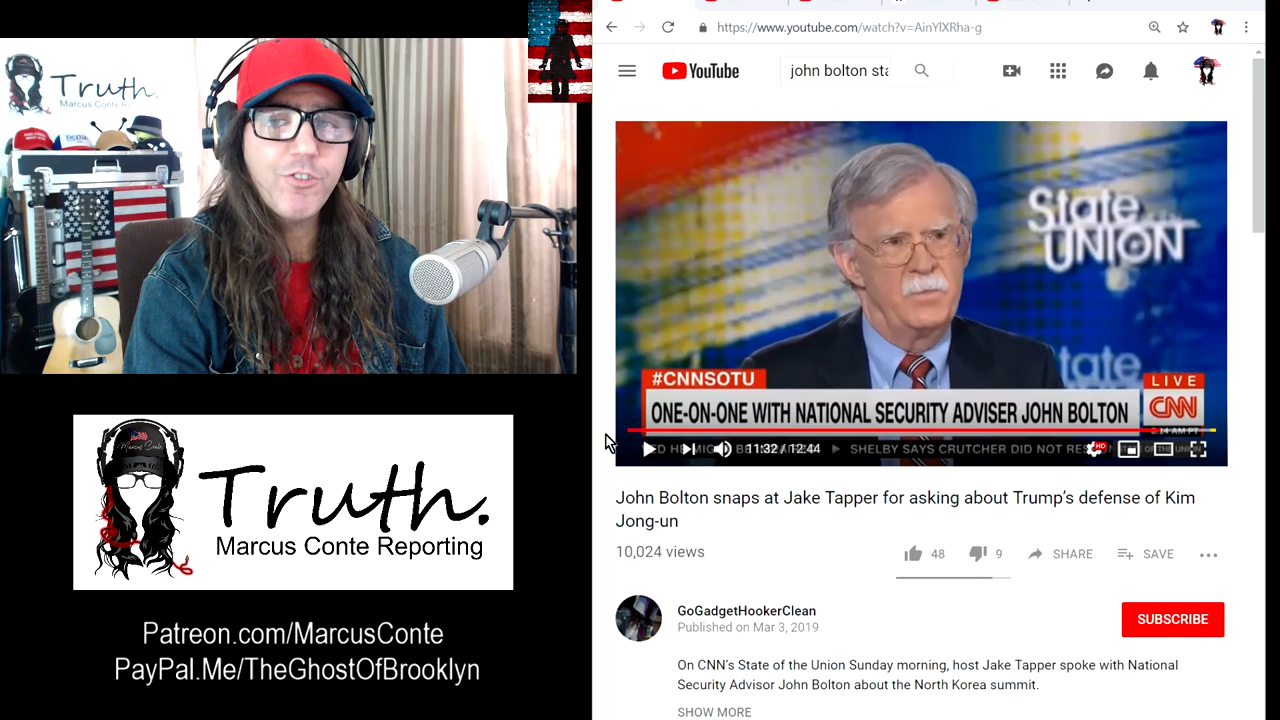 Truth.
Marcus Conte Re
Truth.
Marcus Conte Reporting
Patreon.com/MarcusConte
PayPal.Me/TheGhostOfBrooklyn
https://www.youtube.com/watch?v=AinYlXRha-g
YouTube
john bolton sta
State
UNION
State
#CNNSOTU
LIVE
ONE-ON-ONE WITH NATIONAL SECURITY ADVISER JOHN BOLTON
CNN
11:32 / 12:44
SHELBY SAYS CRUTCHER DID NOT RES
HD
John Bolton snaps at Jake Tapper for asking about Trump's defense of Kim
Jong-un
10,024 views
48
9
SHARE
SAVE
GoGadgetHookerClean
Published on Mar 3, 2019
SUBSCRIBE
On CNN's State of the Union Sunday morning, host Jake Tapper spoke with National
Security Advisor John Bolton about the North Korea summit.
SHOW MORE